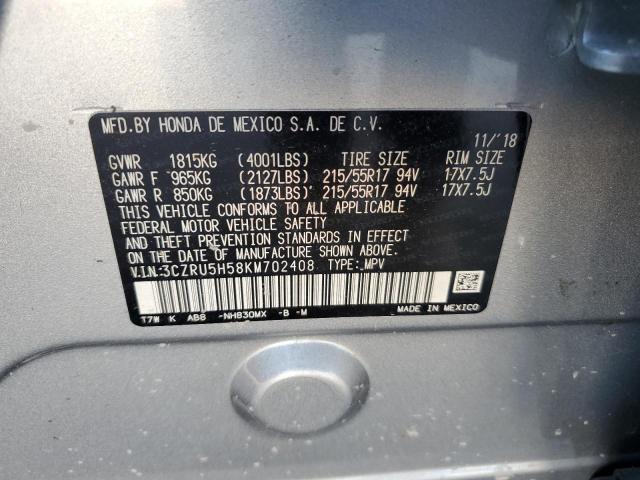 MFD.BY HONDA DE MEXICO S.A. DE C.V.
11/'18
GVWR 1815KG (4001LBS) TIRE SIZE RIM SIZE
GAWR F 965KG (2127LBS) 215/55R17 94V 17X7.5J
GAWR R 850KG (1873LBS) 215/55R17 94V 17X7.5J
THIS VEHICLE CONFORMS TO ALL APPLICABLE
FEDERAL MOTOR VEHICLE SAFETY
AND THEFT PREVENTION STANDARDS IN EFFECT
ON THE DATE OF MANUFACTURE SHOWN ABOVE.
V.I.N:3CZRU5H58KM702408 TYPE: MPV
T7W K AB8 -NH830MX -B -M MADE IN MEXICO